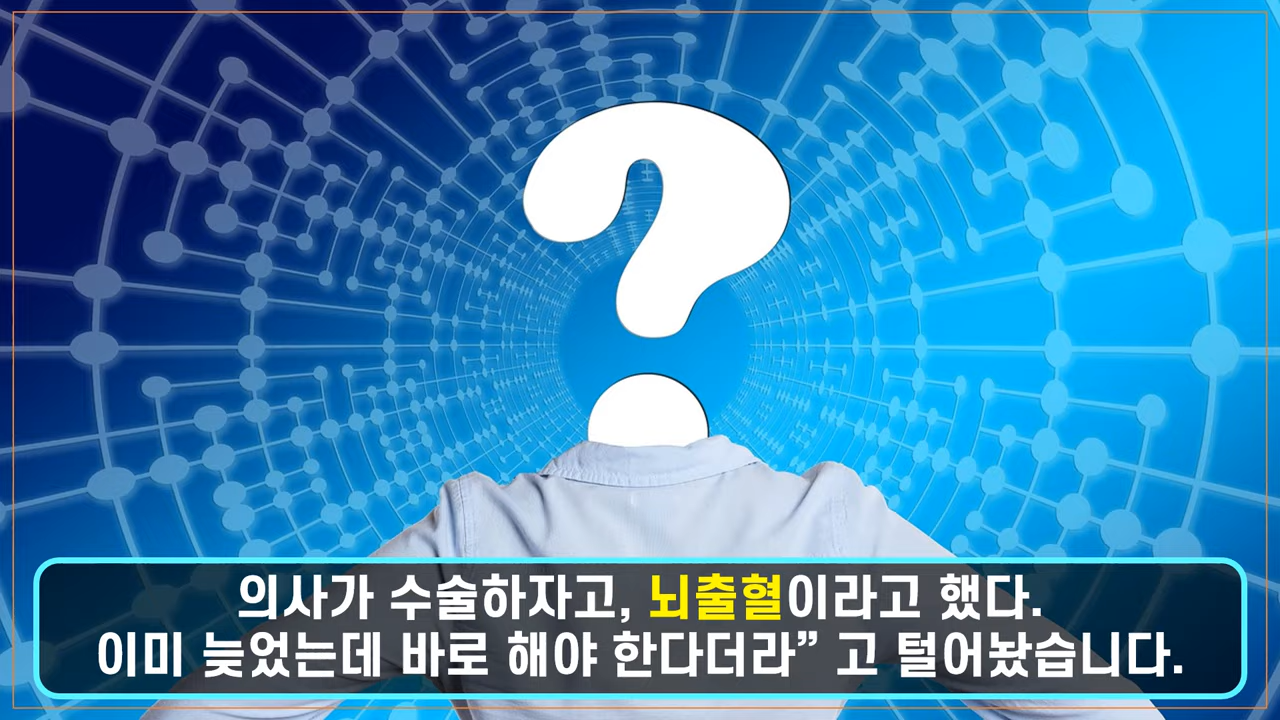 의사가 수술하자고, 뇌출혈이라고 했다.
이미 늦었는데 바로 해야 한다더라” 고 털어놨습니다.